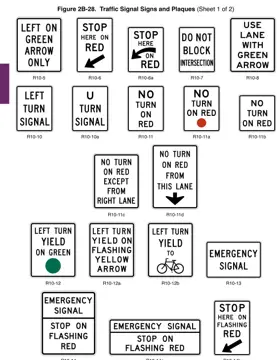 Figure 2B-28. Traffic Signal Signs and Plaques (Sheet 1 of 2)
LEFT ON
GREEN
ARROW
ONLY
R10-5
STOP
HERE ON
RED
R10-6
STOP
HERE
ON
RED
R10-6a
DO NOT
BLOCK
INTERSECTION
R10-7
USE
LANE
WITH
GREEN
ARROW
R10-8
LEFT
TURN
SIGNAL
R10-10
U
TURN
SIGNAL
R10-10a
NO
TURN
ON
RED
R10-11
NO
TURN
ON RED
R10-11a
NO
TURN
ON RED
R10-11b
NO TURN
ON RED
EXCEPT
FROM
RIGHT LANE
R10-11c
NO TURN
ON RED
FROM
THIS LANE
R10-11d
LEFT TURN
YIELD
ON GREEN
R10-12
LEFT TURN
YIELD ON
FLASHING
YELLOW
ARROW
R10-12a
LEFT TURN
YIELD
TO
R10-12b
EMERGENCY
SIGNAL
R10-13
EMERGENCY
SIGNAL
STOP ON
FLASHING
RED
EMERGENCY SIGNAL
STOP ON
FLASHING RED
STOP
HERE ON
FLASHING
RED